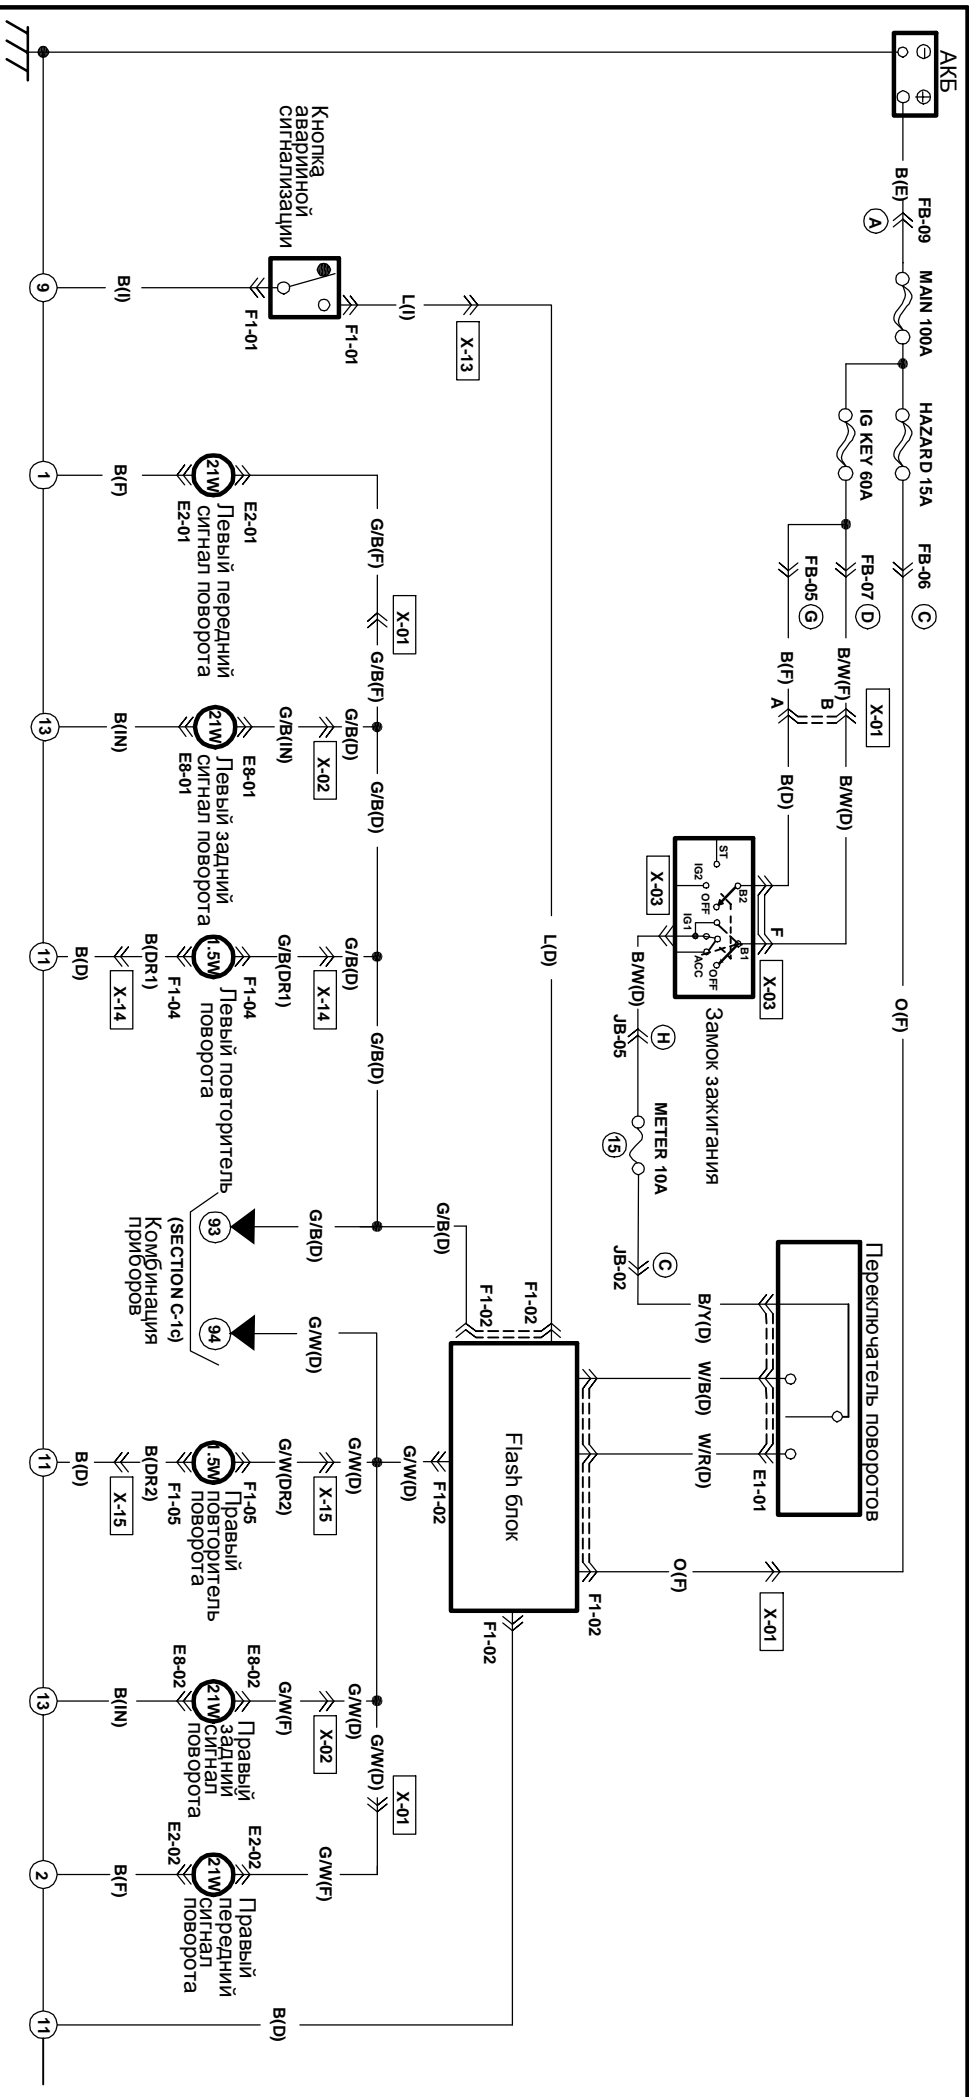 АКБ
B(E)
FB-09
A
MAIN 100A
HAZARD 15A
IG KEY 60A
FB-06
C
FB-07
D
FB-05
G
B/W(F)
B(F)
X-01
B
A
B/W(D)
B(D)
O(F)
F
X-03
B2
B1
ST
IG2
OFF
IG1
ACC
OFF
X-03
Замок зажигания
B/W(D)
H
JB-05
METER 10A
15
C
JB-02
B/Y(D)
Переключатель поворотов
W/B(D)
W/R(D)
E1-01
X-01
O(F)
Кнопка
аварийной
сигнализации
F1-01
F1-01
L(I)
X-13
L(D)
B(I)
9
F1-02
F1-02
Flash блок
F1-02
F1-02
F1-02
G/B(D)
G/W(D)
B(D)
G/B(F)
X-01
G/B(F)
G/B(D)
G/B(D)
G/B(D)
X-02
G/B(IN)
G/B(D)
X-14
G/B(DR1)
G/B(D)
G/W(D)
G/W(D)
X-15
G/W(DR2)
G/W(D)
X-02
G/W(F)
G/W(D)
X-01
G/W(F)
E2-01
21W
E2-01
Левый передний
сигнал поворота
B(F)
1
E8-01
21W
E8-01
Левый задний
сигнал поворота
B(IN)
13
F1-04
1.5W
F1-04
Левый повторитель
поворота
B(DR1)
X-14
B(D)
11
93
94
(SECTION C-1c)
Комбинация
приборов
F1-05
1.5W
F1-05
Правый
повторитель
поворота
B(DR2)
X-15
B(D)
11
E8-02
21W
E8-02
Правый
задний
сигнал
поворота
B(IN)
13
E2-02
21W
E2-02
Правый
передний
сигнал
поворота
B(F)
2
11